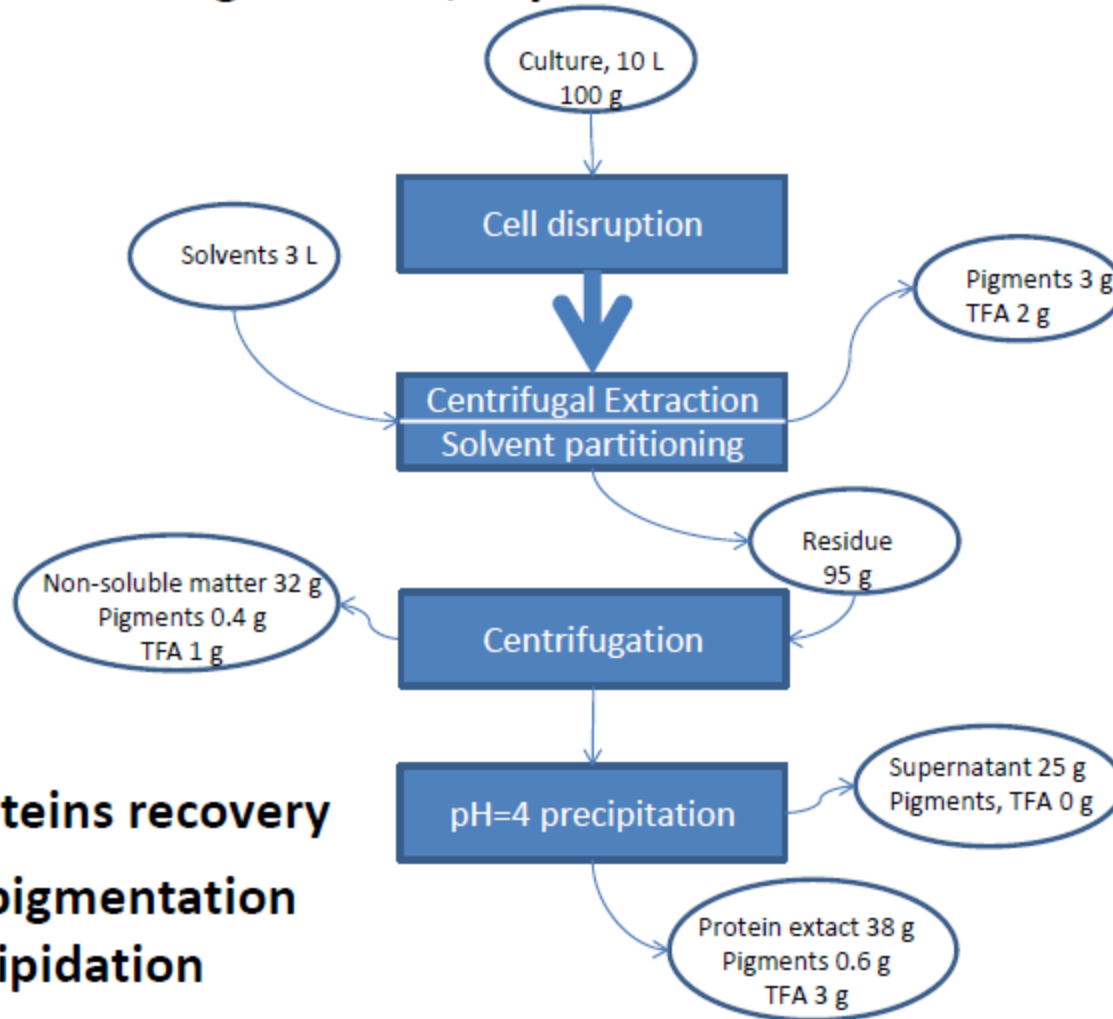 Culture, 10 L
100 g
Cell disruption
Solvents 3 L
Pigments 3 g
TFA 2 g
Centrifugal Extraction
Solvent partitioning
Residue
95 g
Non-soluble matter 32 g
Pigments 0.4 g
TFA 1 g
Centrifugation
pH=4 precipitation
Supernatant 25 g
Pigments, TFA 0 g
Protein extact 38 g
Pigments 0.6 g
TFA 3 g
teins recovery
pigmentation
ipidation